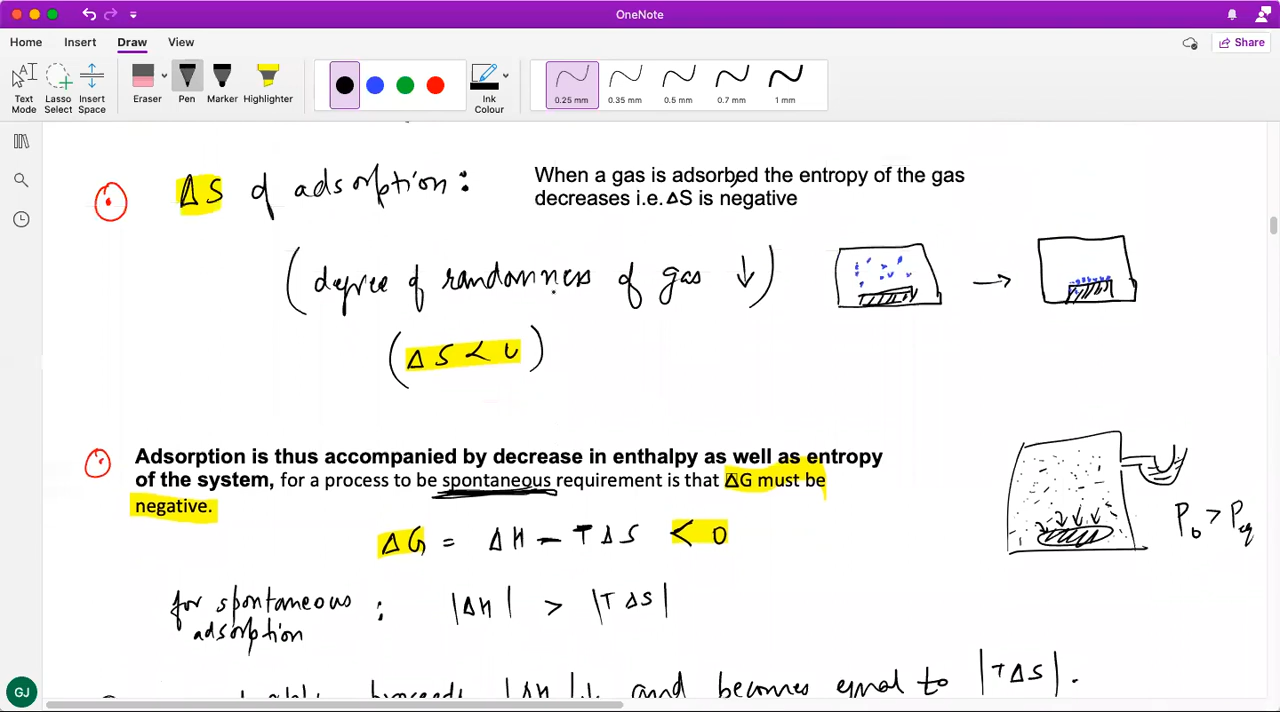 OneNote
Home Insert Draw View
Share
Text Mode
Lasso Select
Insert Space
Eraser
Pen
Marker
Highlighter
Ink Colour
0.25 mm
0.35 mm
0.5 mm
0.7 mm
1 mm
ΔS of adsorption :
When a gas is adsorbed the entropy of the gas
decreases i.e. ΔS is negative
(degree of randomness of gas ↓)
→
(ΔS < 0)
Adsorption is thus accompanied by decrease in enthalpy as well as entropy
of the system, for a process to be spontaneous requirement is that ΔG must be
negative.
P₀ > Peq
ΔG = ΔH - TΔS < 0
for spontaneous
adsorption : |ΔH| > |TΔS|
proceeds |ΔH| ↓ and becomes equal to |TΔS|.
GJ